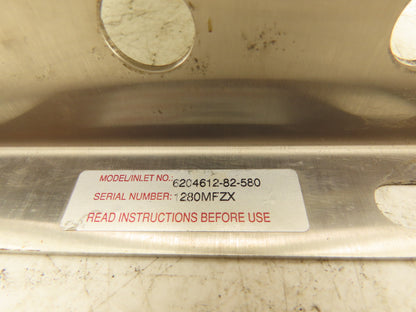 MODEL/INLET NO.: 6204612-82-580
SERIAL NUMBER: 1280MFZX
READ INSTRUCTIONS BEFORE USE